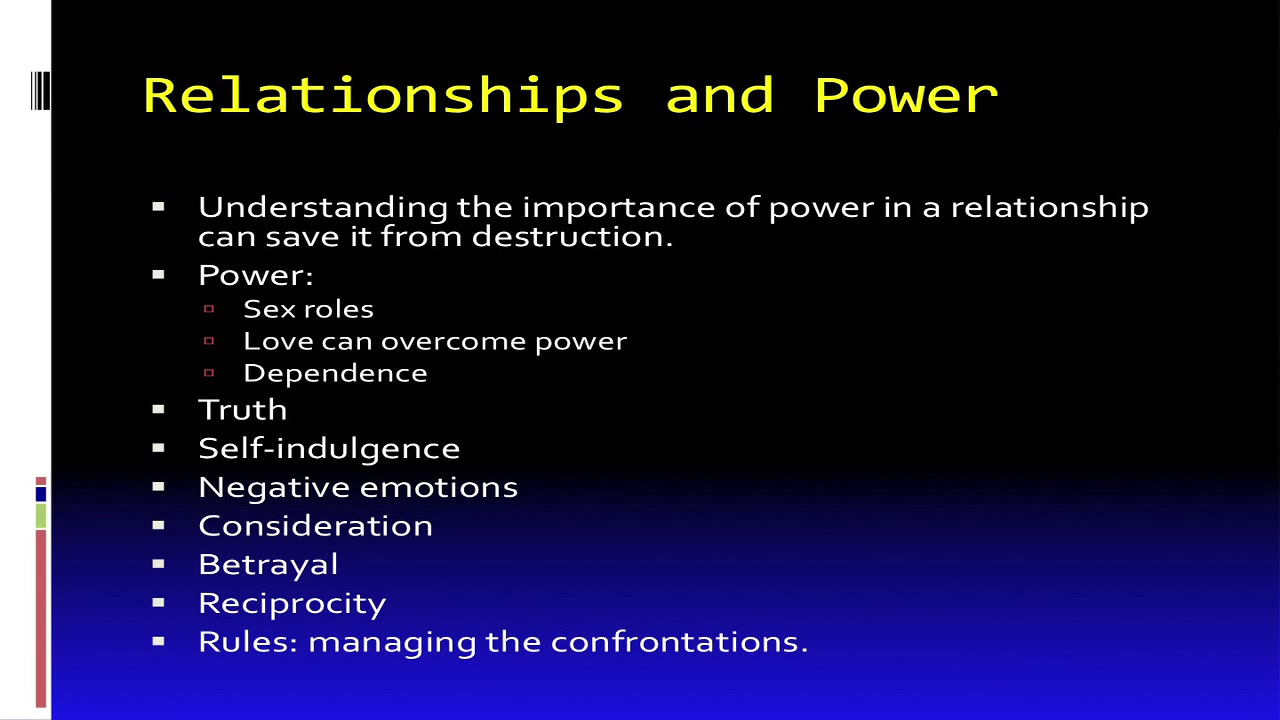 Relationships and Power
Understanding the importance of power in a relationship
can save it from destruction.
Power:
Sex roles
Love can overcome power
Dependence
Truth
Self-indulgence
Negative emotions
Consideration
Betrayal
Reciprocity
Rules: managing the confrontations.